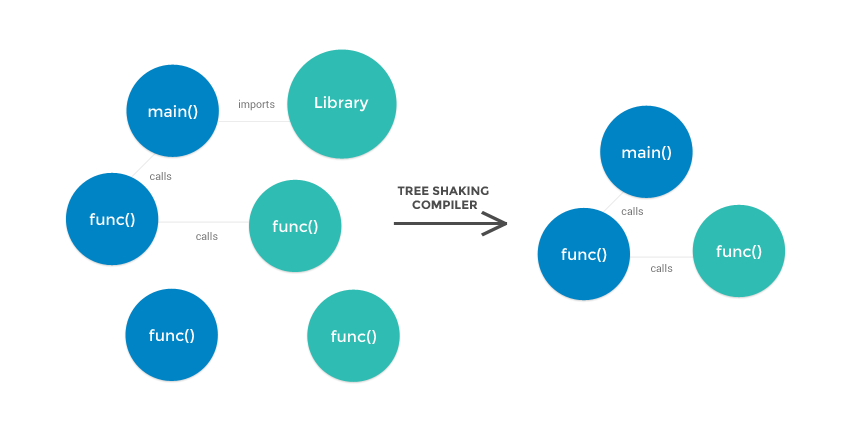 main()
imports
Library
calls
func()
calls
func()
func()
func()
TREE SHAKING
COMPILER
main()
calls
func()
calls
func()